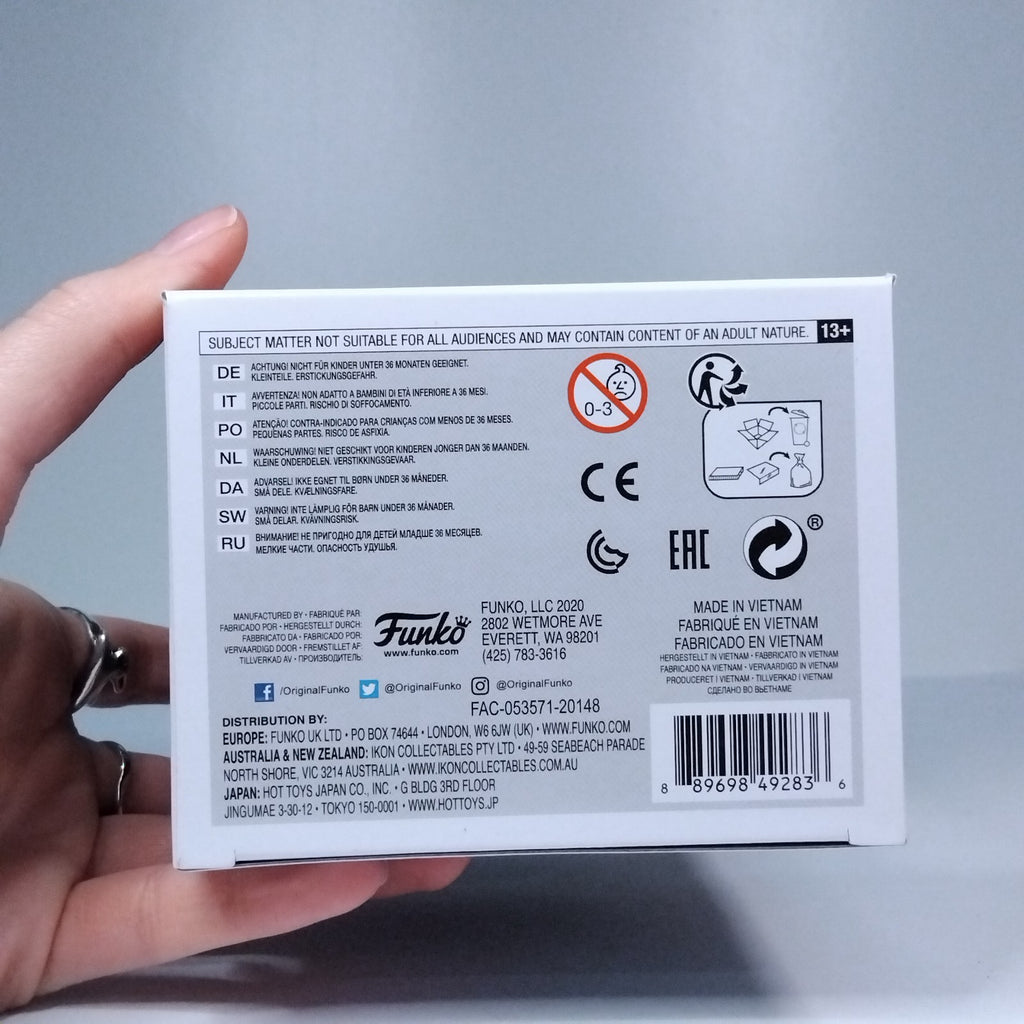 SUBJECT MATTER NOT SUITABLE FOR ALL AUDIENCES AND MAY CONTAIN CONTENT OF AN ADULT NATURE. 13+
DE ACHTUNG! NICHT FÜR KINDER UNTER 36 MONATEN GEEIGNET.
KLEINTEILE. ERSTICKUNGSGEFAHR.
IT AVVERTENZA! NON ADATTO A BAMBINI DI ETÀ INFERIORE A 36 MESI.
PICCOLE PARTI. RISCHIO DI SOFFOCAMENTO.
PO ATENÇÃO! CONTRA-INDICADO PARA CRIANÇAS COM MENOS DE 36 MESES.
PEQUENAS PARTES. RISCO DE ASFIXIA.
NL WAARSCHUWING! NIET GESCHIKT VOOR KINDEREN JONGER DAN 36 MAANDEN.
KLEINE ONDERDELEN. VERSTIKKINGSGEVAAR.
DA ADVARSEL! IKKE EGNET TIL BØRN UNDER 36 MÅNEDER.
SMÅ DELE. KVÆLNINGSFARE.
SW VARNING! INTE LÄMPLIG FÖR BARN UNDER 36 MÅNADER.
SMÅ DELAR. KVÄVNINGSRISK.
RU ВНИМАНИЕ! НЕ ПРИГОДНО ДЛЯ ДЕТЕЙ МЛАДШЕ 36 МЕСЯЦЕВ.
МЕЛКИЕ ЧАСТИ. ОПАСНОСТЬ УДУШЬЯ.
0-3
CE
EAC ®
MANUFACTURED BY • FABRIQUÉ PAR:
FABRICADO POR • HERGESTELLT DURCH:
FABBRICATO DA • FABRICADO POR:
VERVAARDIGD DOOR • FREMSTILLET AF:
TILLVERKAD AV • ПРОИЗВОДИТЕЛЬ:
Funko
www.funko.com
FUNKO, LLC 2020
2802 WETMORE AVE
EVERETT, WA 98201
(425) 783-3616
MADE IN VIETNAM
FABRIQUÉ EN VIETNAM
FABRICADO EN VIETNAM
HERGESTELLT IN VIETNAM • FABBRICATO IN VIETNAM
FABRICADO NA VIETNAM • VERVAARDIGD IN VIETNAM
PRODUCERET I VIETNAM • TILLVERKAD I VIETNAM
СДЕЛАНО ВО ВЬЕТНАМЕ
/OriginalFunko @OriginalFunko @OriginalFunko
FAC-053571-20148
DISTRIBUTION BY:
EUROPE: FUNKO UK LTD • PO BOX 74644 • LONDON, W6 6JW (UK) • WWW.FUNKO.COM
AUSTRALIA & NEW ZEALAND: IKON COLLECTABLES PTY LTD • 49-59 SEABEACH PARADE
NORTH SHORE, VIC 3214 AUSTRALIA • WWW.IKONCOLLECTABLES.COM.AU
JAPAN: HOT TOYS JAPAN CO., INC. • G BLDG 3RD FLOOR
JINGUMAE 3-30-12 • TOKYO 150-0001 • WWW.HOTTOYS.JP
8 89698 49283 6